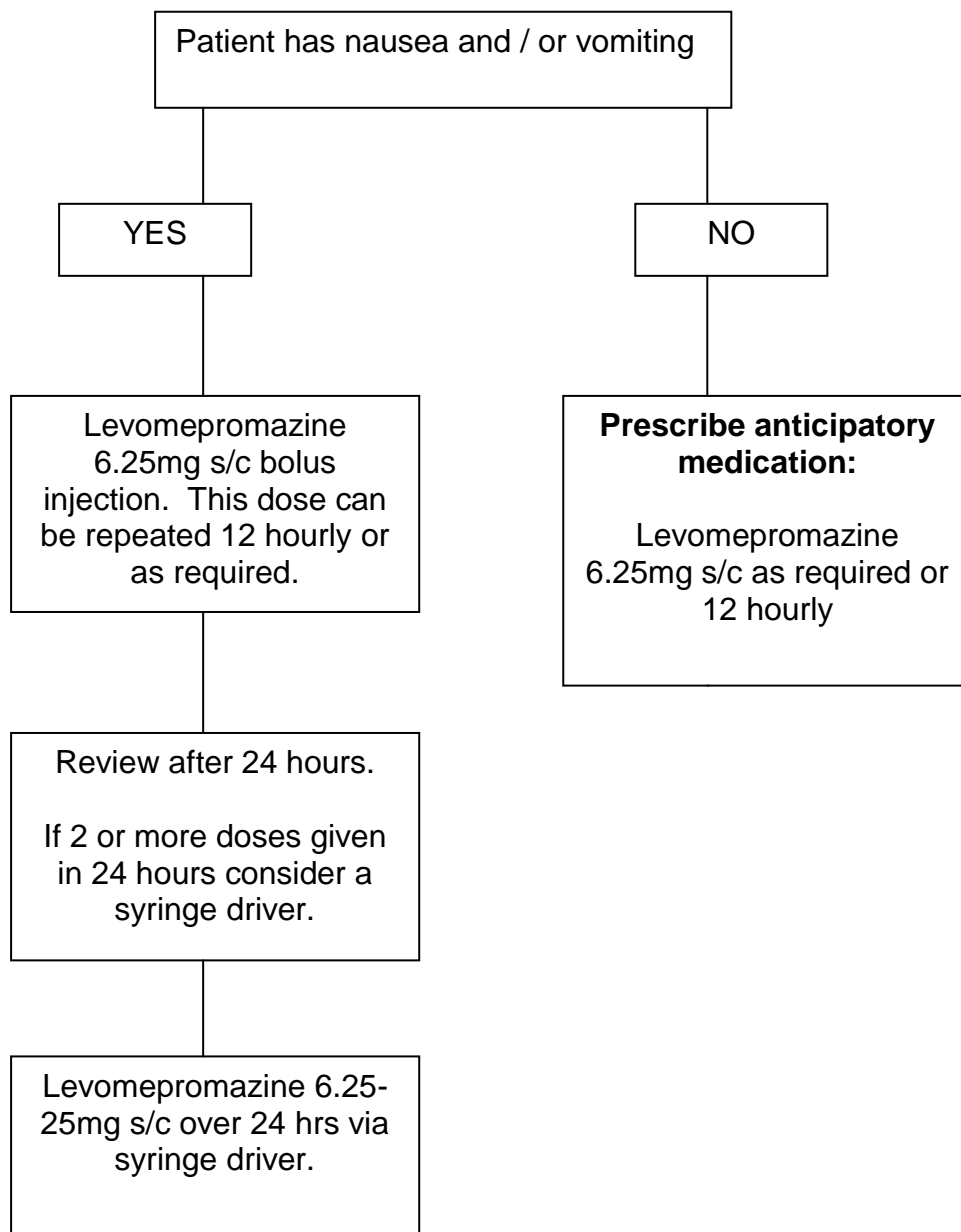 Patient has nausea and / or vomiting
YES
NO
Levomepromazine
6.25mg s/c bolus
injection.  This dose can
be repeated 12 hourly or
as required.
Prescribe anticipatory
medication:
Levomepromazine
6.25mg s/c as required or
12 hourly
Review after 24 hours.
If 2 or more doses given
in 24 hours consider a
syringe driver.
Levomepromazine 6.25-
25mg s/c over 24 hrs via
syringe driver.